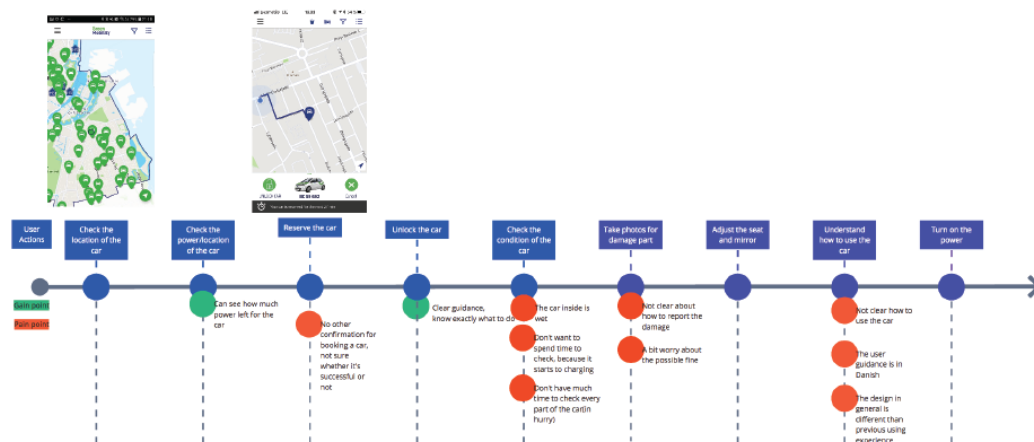 Green
Mobility
Cancel
User
Actions
Check the
location of the
car
Check the
power/location
of the car
Reserve the car
Unlock the car
Check the
condition of the
car
Take photos for
damage part
Adjust the seat
and mirror
Understand
how to use the
car
Turn on the
power
Gain point
Pain point
Can see how much
power left for the
car
No other
confirmation for
booking a car,
not sure
whether it's
successful or
not
Clear guidance,
know exactly what to do
The car inside is
wet
Don't want to
spend time to
check, because it
starts to charging
Don't have much
time to check every
part of the car(in
hurry)
Not clear about
how to report the
damage
A bit worry about
the possible fine
Not clear how to
use the car
The user
guidance is in
Danish
The design in
general is
different than
previous using
experience